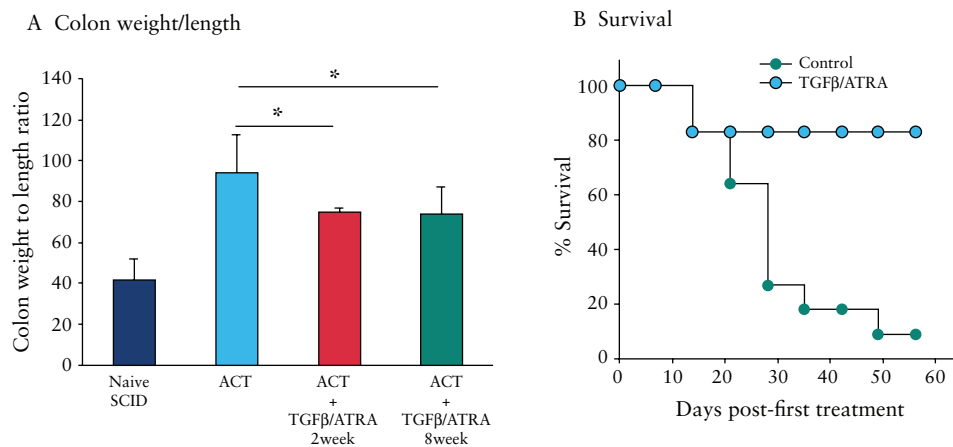 A Colon weight/length
Colon weight to length ratio
140
120
100
80
60
40
20
0
*
*
Naive
SCID
ACT
ACT
+
TGFβ/ATRA
2week
ACT
+
TGFβ/ATRA
8week
B Survival
Control
TGFβ/ATRA
% Survival
100
80
60
40
20
0
0 10 20 30 40 50 60
Days post-first treatment